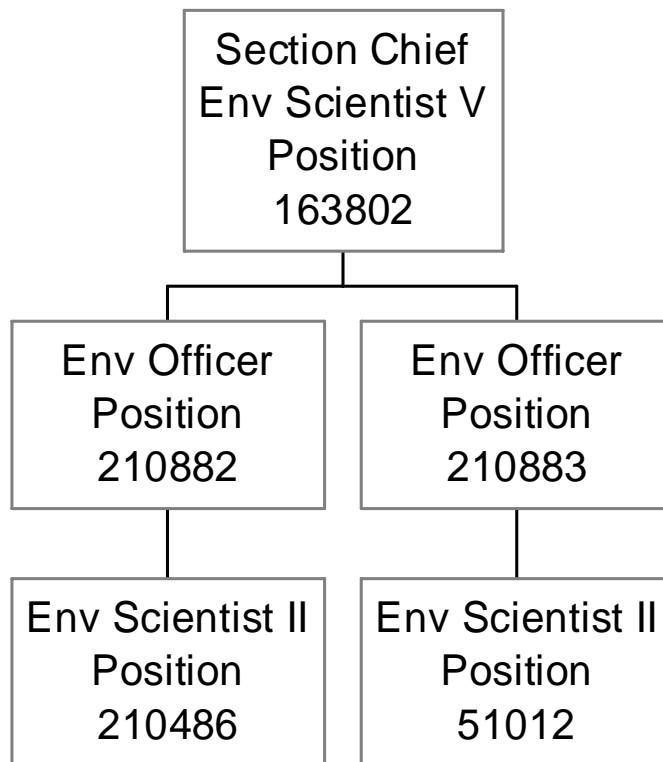 Section Chief
Env Scientist V
Position
163802
Env Officer
Position
210882
Env Officer
Position
210883
Env Scientist II
Position
210486
Env Scientist II
Position
51012